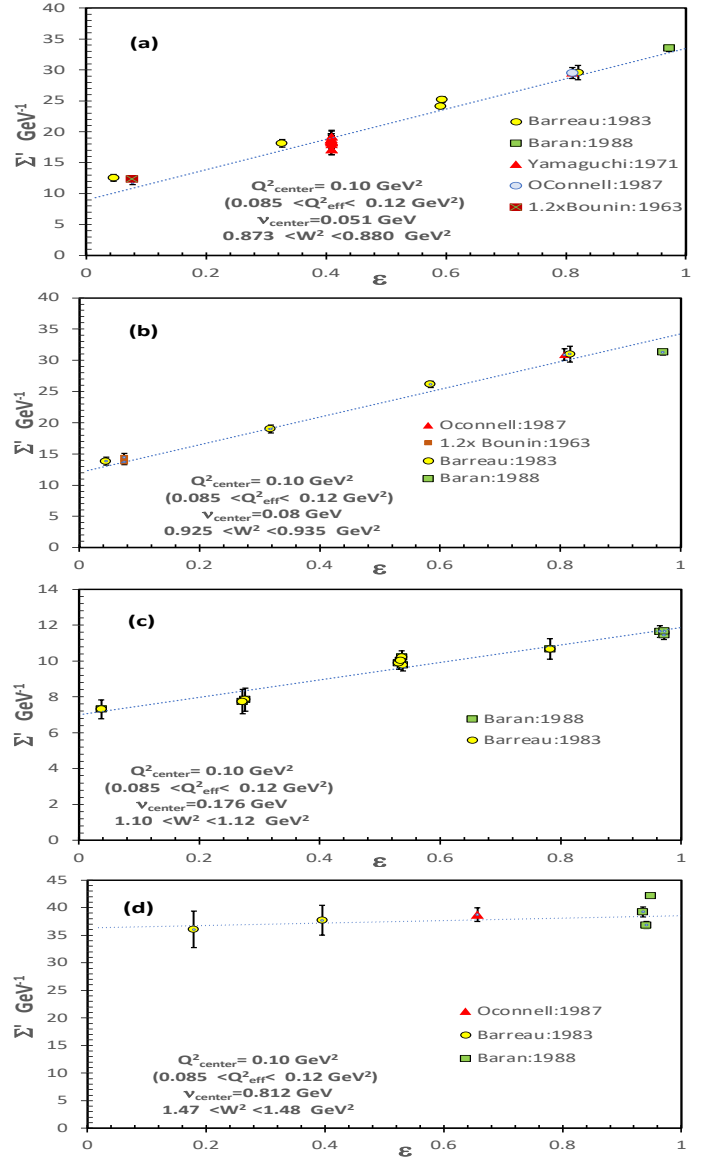 (a)
40
35
30
25
20
15
10
5
0
Σ' GeV⁻¹
Barreau:1983
Baran:1988
Yamaguchi:1971
OConnell:1987
1.2xBounin:1963
Q²center= 0.10 GeV²
(0.085 <Q²eff< 0.12 GeV²)
νcenter=0.051 GeV
0.873 <W² <0.880 GeV²
0 0.2 0.4 0.6 0.8 1
ε
(b)
40
35
30
25
20
15
10
5
0
Σ' GeV⁻¹
Oconnell:1987
1.2x Bounin:1963
Barreau:1983
Baran:1988
Q²center= 0.10 GeV²
(0.085 <Q²eff< 0.12 GeV²)
νcenter=0.08 GeV
0.925 <W² <0.935 GeV²
0 0.2 0.4 0.6 0.8 1
ε
(c)
14
12
10
8
6
4
2
0
Σ' GeV⁻¹
Baran:1988
Barreau:1983
Q²center= 0.10 GeV²
(0.085 <Q²eff< 0.12 GeV²)
νcenter=0.176 GeV
1.10 <W² <1.12 GeV²
0 0.2 0.4 0.6 0.8 1
ε
(d)
45
40
35
30
25
20
15
10
5
0
Σ' GeV⁻¹
Oconnell:1987
Barreau:1983
Baran:1988
Q²center= 0.10 GeV²
(0.085 <Q²eff< 0.12 GeV²)
νcenter=0.812 GeV
1.47 <W² <1.48 GeV²
0 0.2 0.4 0.6 0.8 1
ε